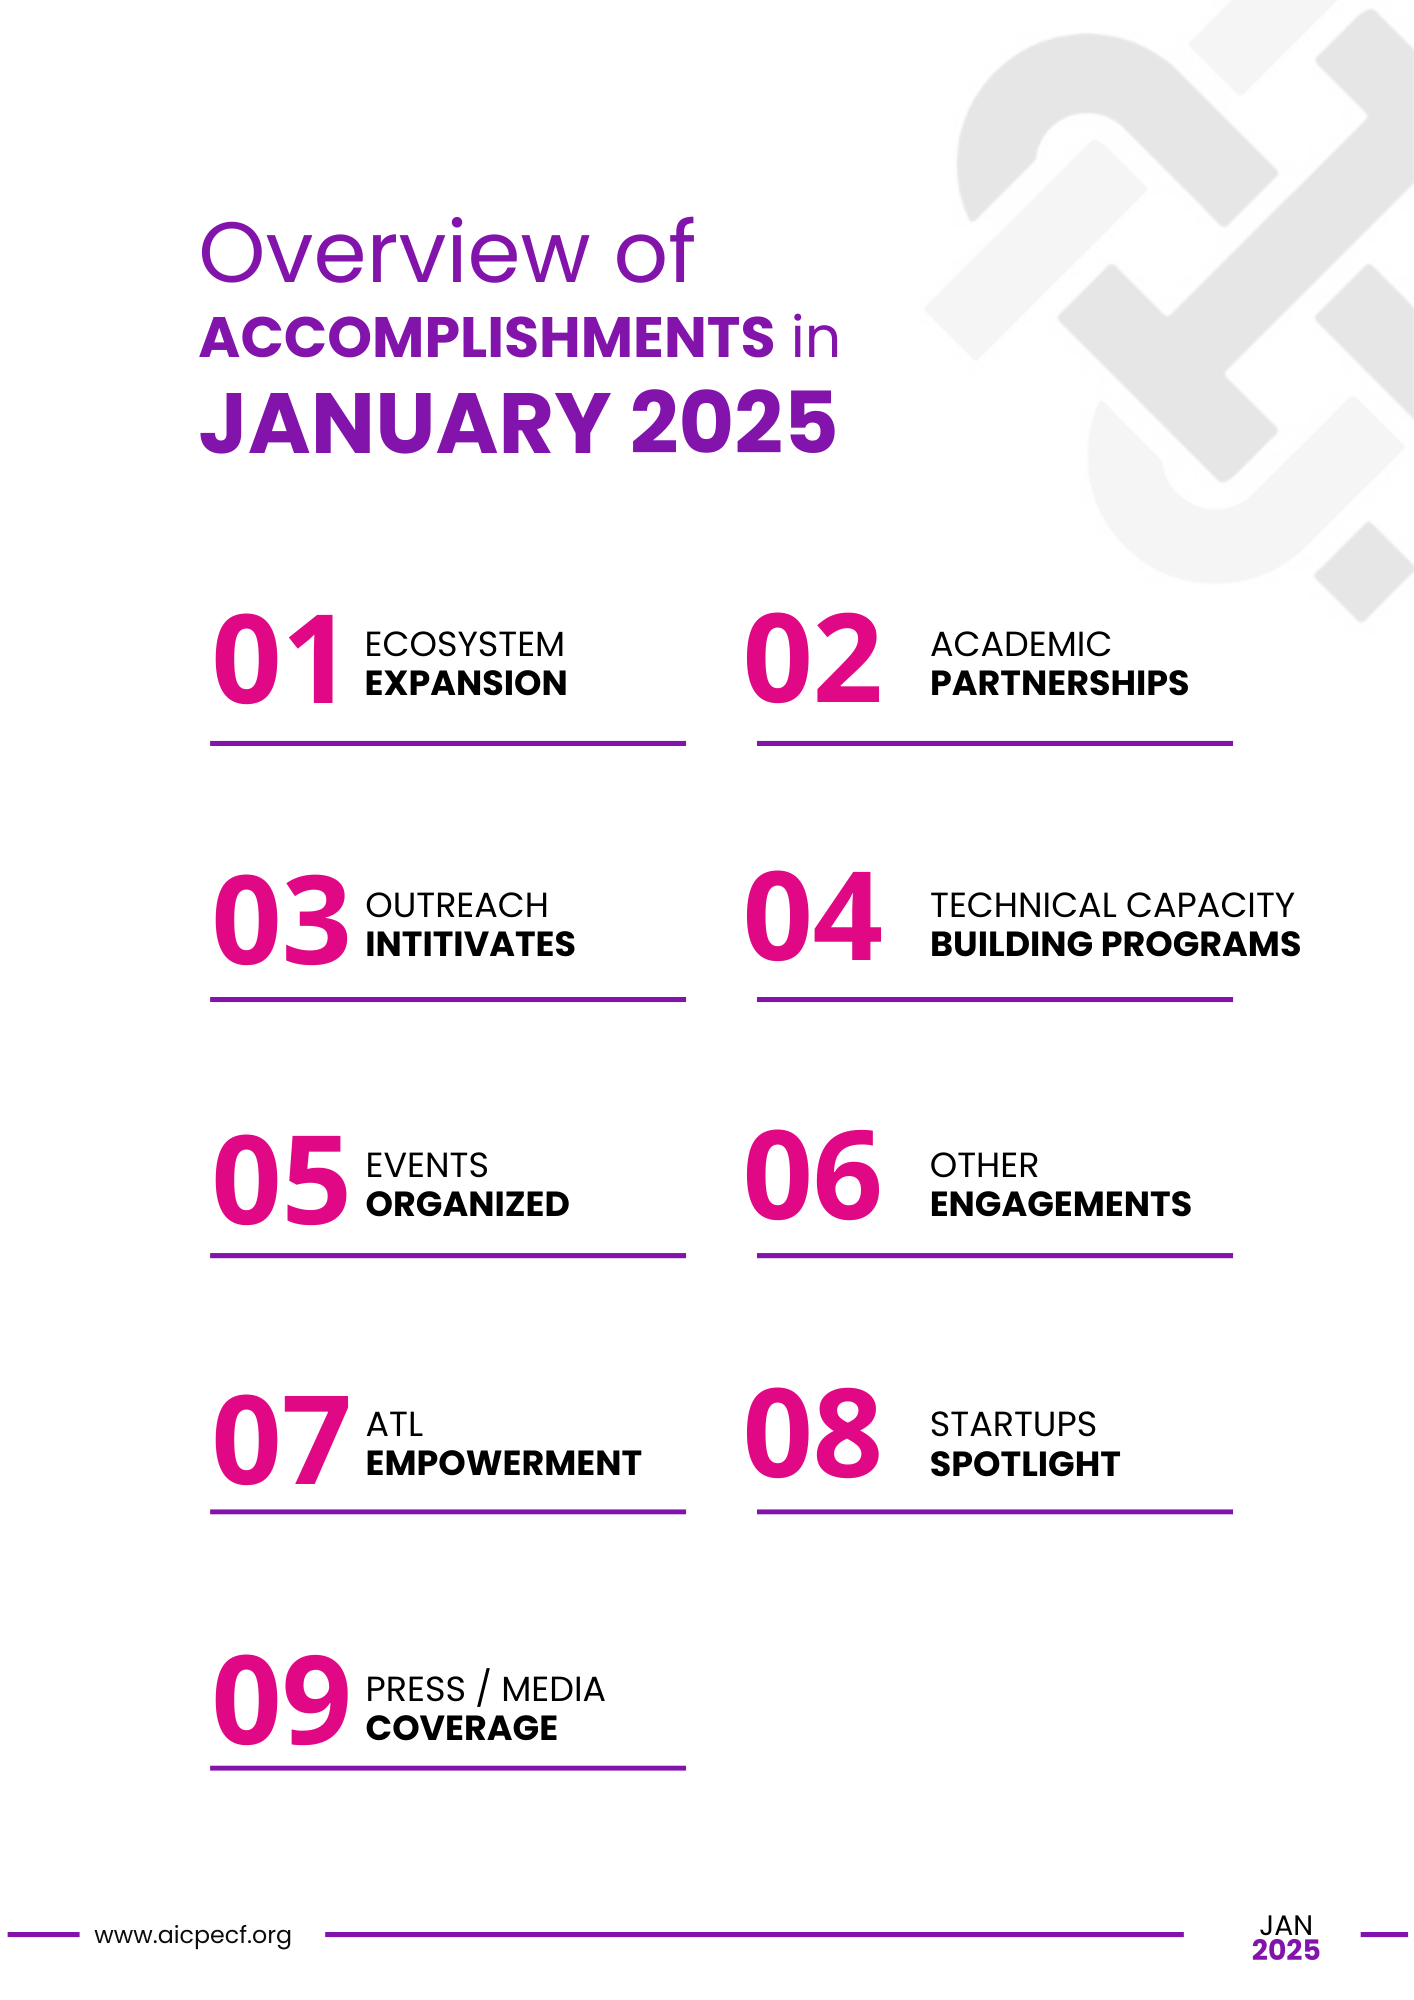 Overview of
ACCOMPLISHMENTS in
JANUARY 2025
01
ECOSYSTEM
EXPANSION
02
ACADEMIC
PARTNERSHIPS
03
OUTREACH
INTITIVATES
04
TECHNICAL CAPACITY
BUILDING PROGRAMS
05
EVENTS
ORGANIZED
06
OTHER
ENGAGEMENTS
07
ATL
EMPOWERMENT
08
STARTUPS
SPOTLIGHT
09
PRESS / MEDIA
COVERAGE
www.aicpecf.org
JAN
2025